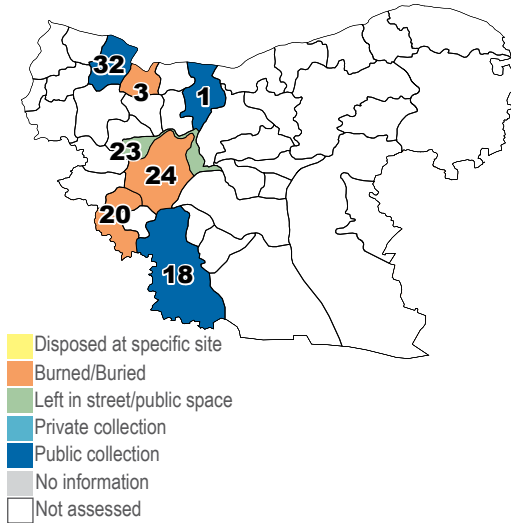 32
3
1
23
24
20
18
Disposed at specific site
Burned/Buried
Left in street/public space
Private collection
Public collection
No information
Not assessed